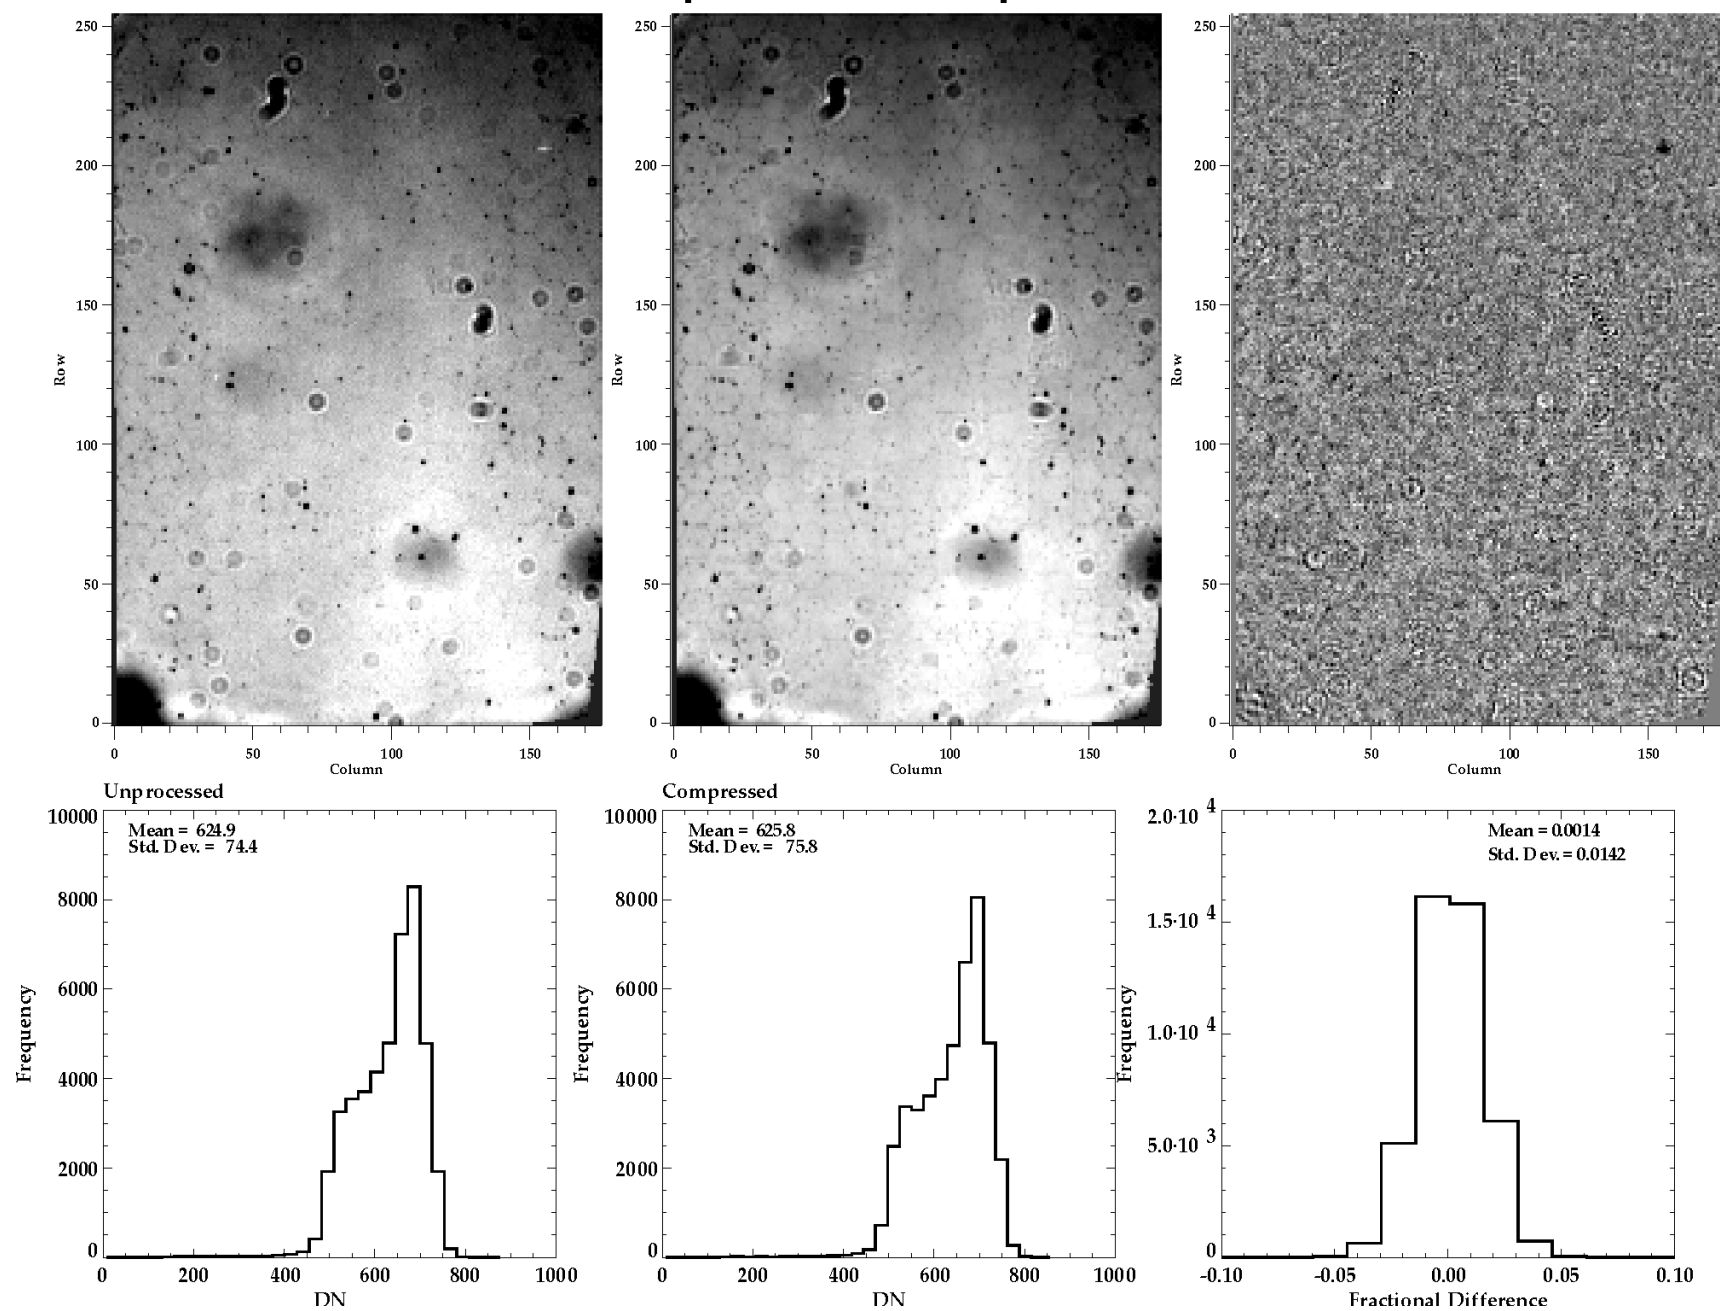 250
200
150
100
50
0
Row
0 50 100 150
Column
250
200
150
100
50
0
Row
0 50 100 150
Column
250
200
150
100
50
0
Row
0 50 100 150
Column
Unprocessed
Mean = 624.9
Std. Dev. = 74.4
10000
8000
6000
4000
2000
0
Frequency
0 200 400 600 800 1000
DN
Compressed
Mean = 625.8
Std. Dev. = 75.8
10000
8000
6000
4000
2000
0
Frequency
0 200 400 600 800 1000
DN
Mean = 0.0014
Std. Dev. = 0.0142
2.0·10 4
1.5·10 4
1.0·10 4
5.0·10 3
0
Frequency
-0.10 -0.05 0.00 0.05 0.10
Fractional Difference